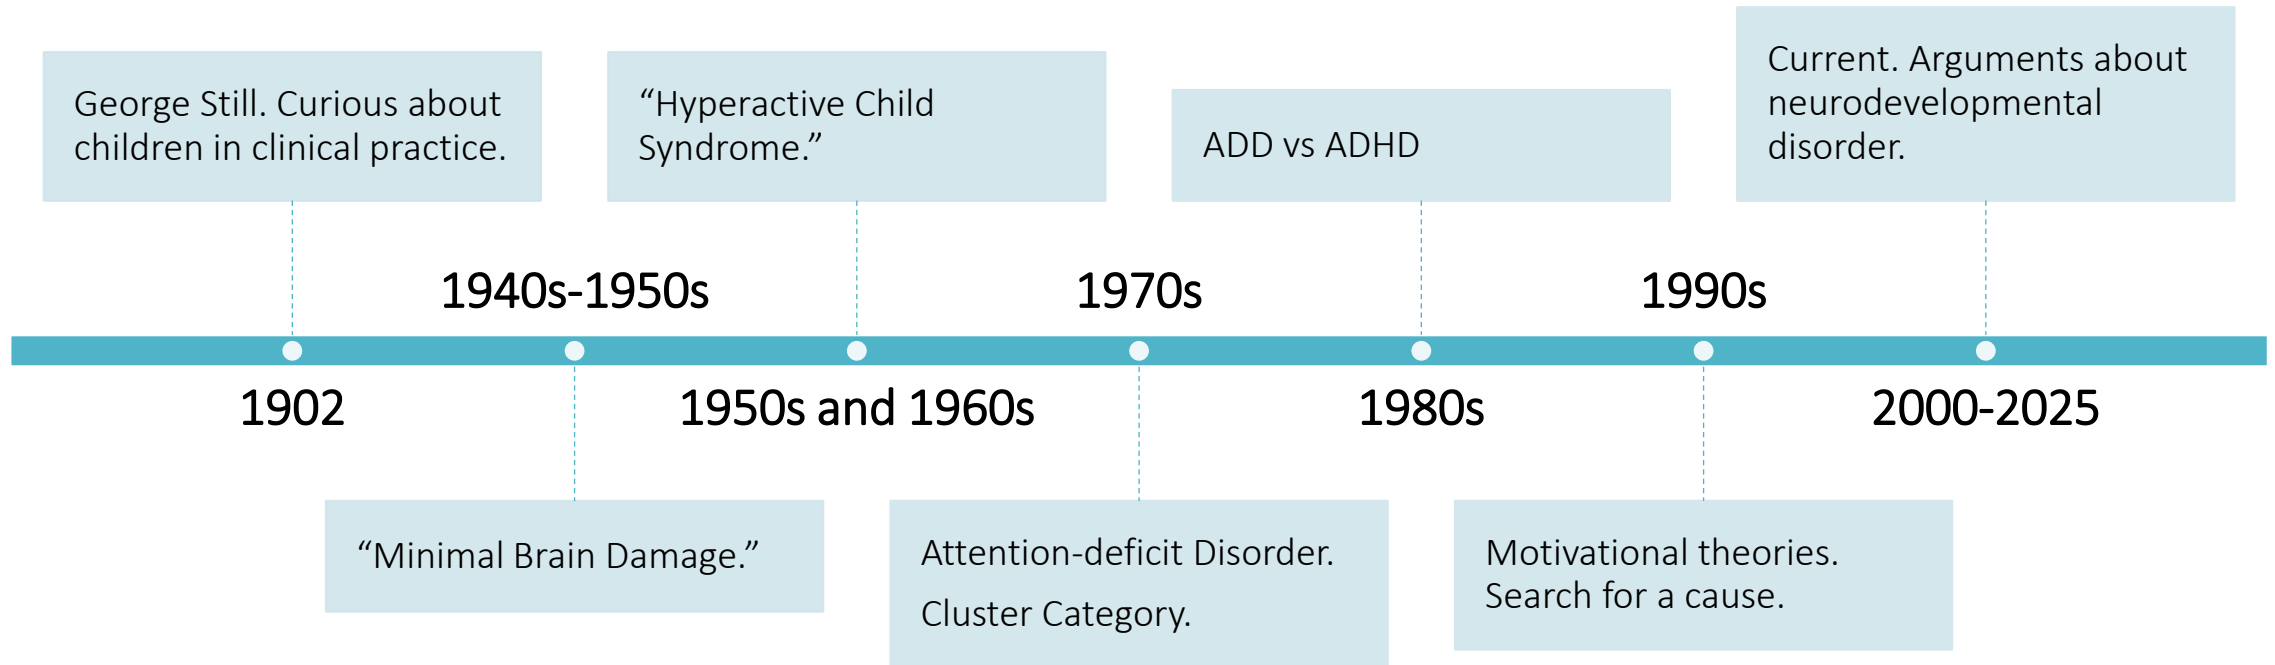 George Still. Curious about
children in clinical practice.
“Hyperactive Child
Syndrome.”
ADD vs ADHD
Current. Arguments about
neurodevelopmental
disorder.
1940s-1950s
1970s
1990s
1902
1950s and 1960s
1980s
2000-2025
“Minimal Brain Damage.”
Attention-deficit Disorder.
Cluster Category.
Motivational theories.
Search for a cause.